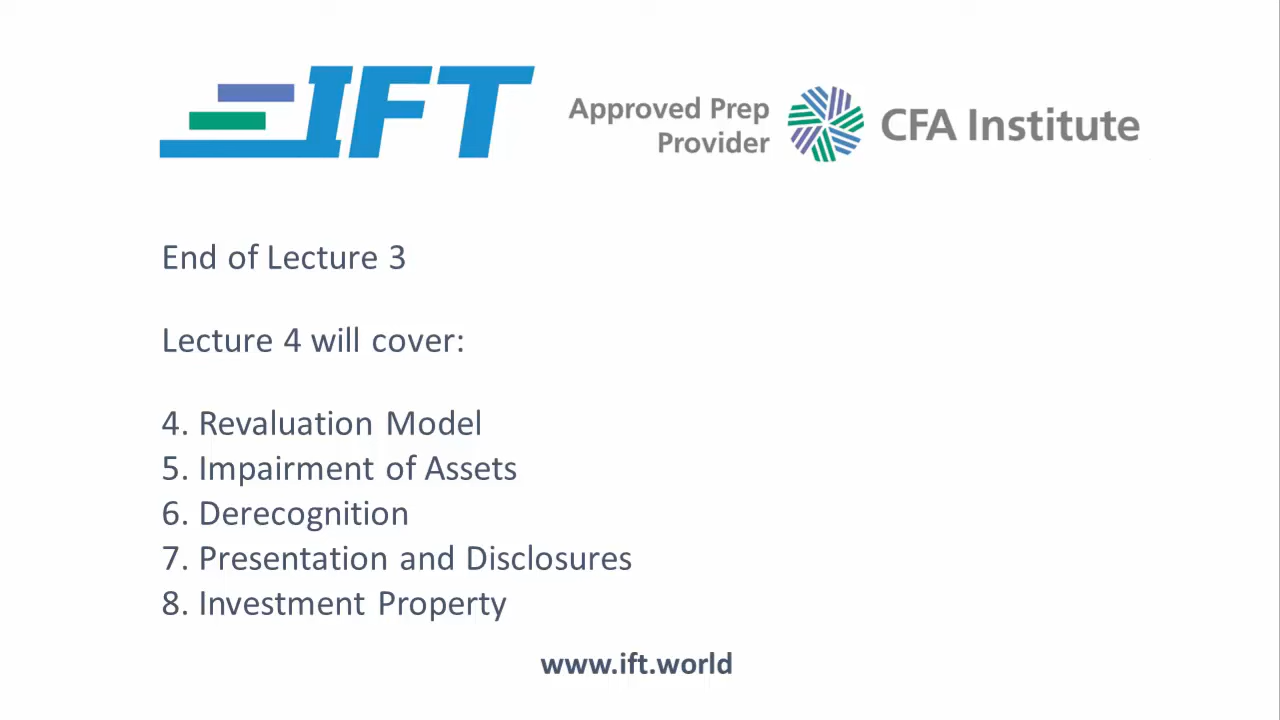 IFT
Approved Prep
Provider
CFA Institute
End of Lecture 3
Lecture 4 will cover:
4. Revaluation Model
5. Impairment of Assets
6. Derecognition
7. Presentation and Disclosures
8. Investment Property
www.ift.world